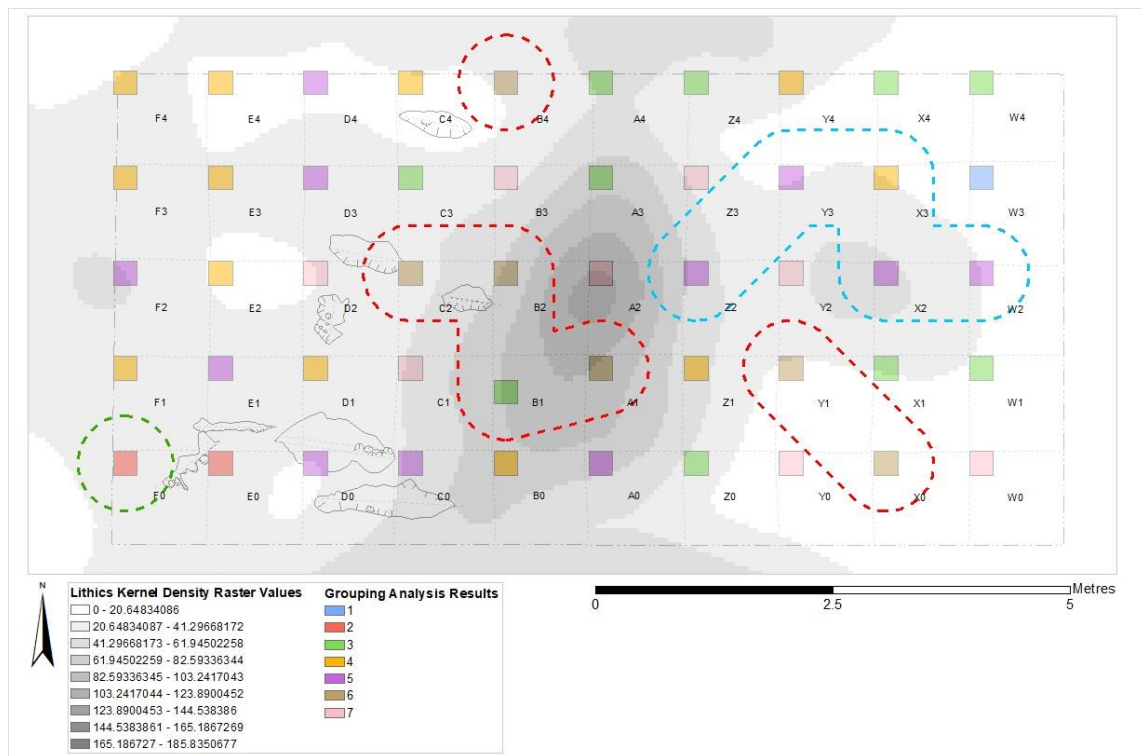 F4 E4 D4 C4 B4 A4 Z4 Y4 X4 W4
F3 E3 D3 C3 B3 A3 Z3 Y3 X3 W3
F2 E2 D2 C2 B2 A2 Z2 Y2 X2 W2
F1 E1 D1 C1 B1 A1 Z1 Y1 X1 W1
F0 E0 D0 C0 B0 A0 Z0 Y0 X0 W0
N
Lithics Kernel Density Raster Values
0 - 20.64834086
20.64834087 - 41.29668172
41.29668173 - 61.94502258
61.94502259 - 82.59336344
82.59336345 - 103.2417043
103.2417044 - 123.8900452
123.8900453 - 144.538386
144.5383861 - 165.1867269
165.186727 - 185.8350677
Grouping Analysis Results
1
2
3
4
5
6
7
Metres
0 2.5 5